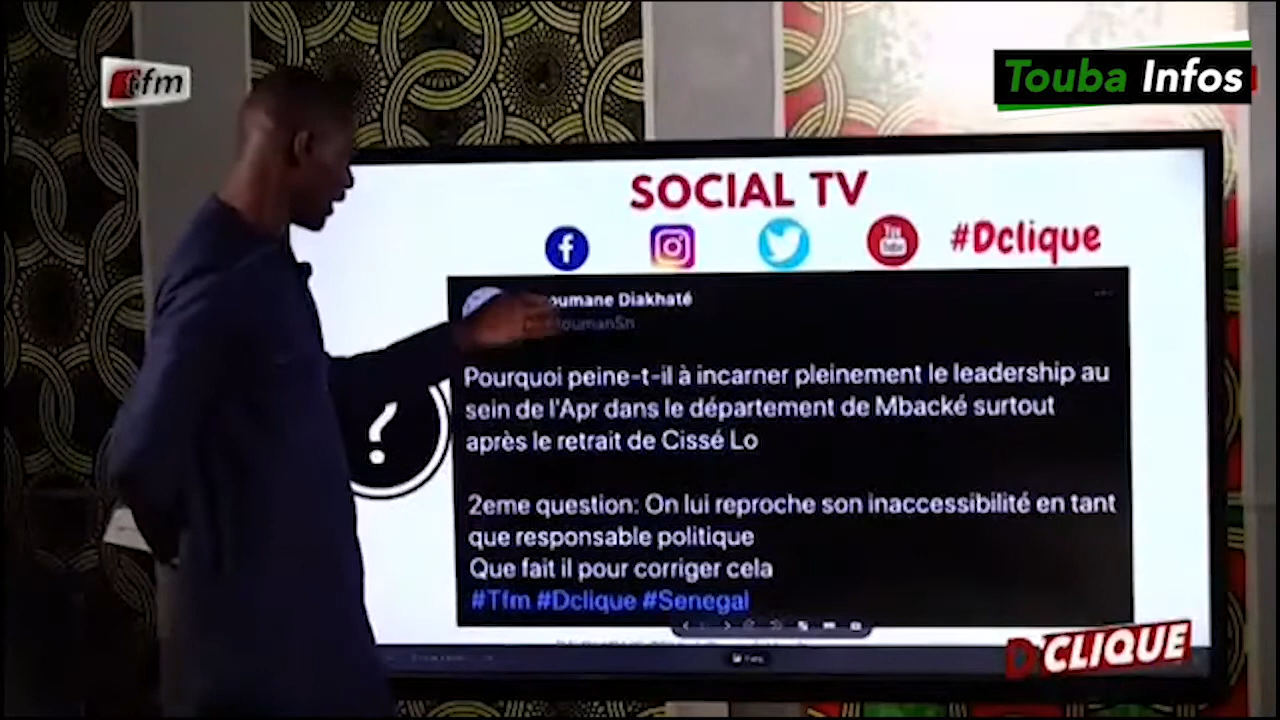 tfm
Touba Infos
SOCIAL TV
#Dclique
Diakhaté
Pourquoi peine-t-il à incarner pleinement le leadership au
sein de l'Apr dans le département de Mbacké surtout
après le retrait de Cissé Lo
2eme question: On lui reproche son inaccessibilité en tant
que responsable politique
Que fait il pour corriger cela
#Tfm #Dclique #Senegal
D'CLIQUE